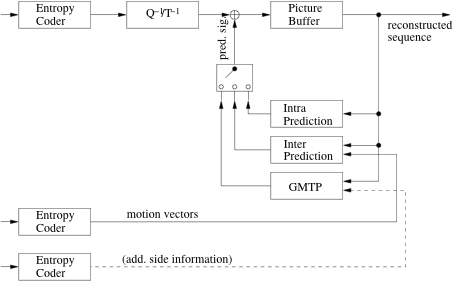 Entropy
Coder
Q⁻¹/T⁻¹
pred. sig.
Picture
Buffer
reconstructed
sequence
Intra
Prediction
Inter
Prediction
GMTP
Entropy
Coder
motion vectors
Entropy
Coder
(add. side information)